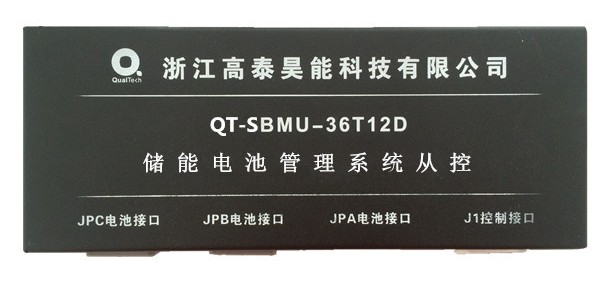 QualTech
浙江高泰昊能科技有限公司
QT-SBMU-36T12D
储能电池管理系统从控
JPC电池接口 JPB电池接口 JPA电池接口 J1控制接口